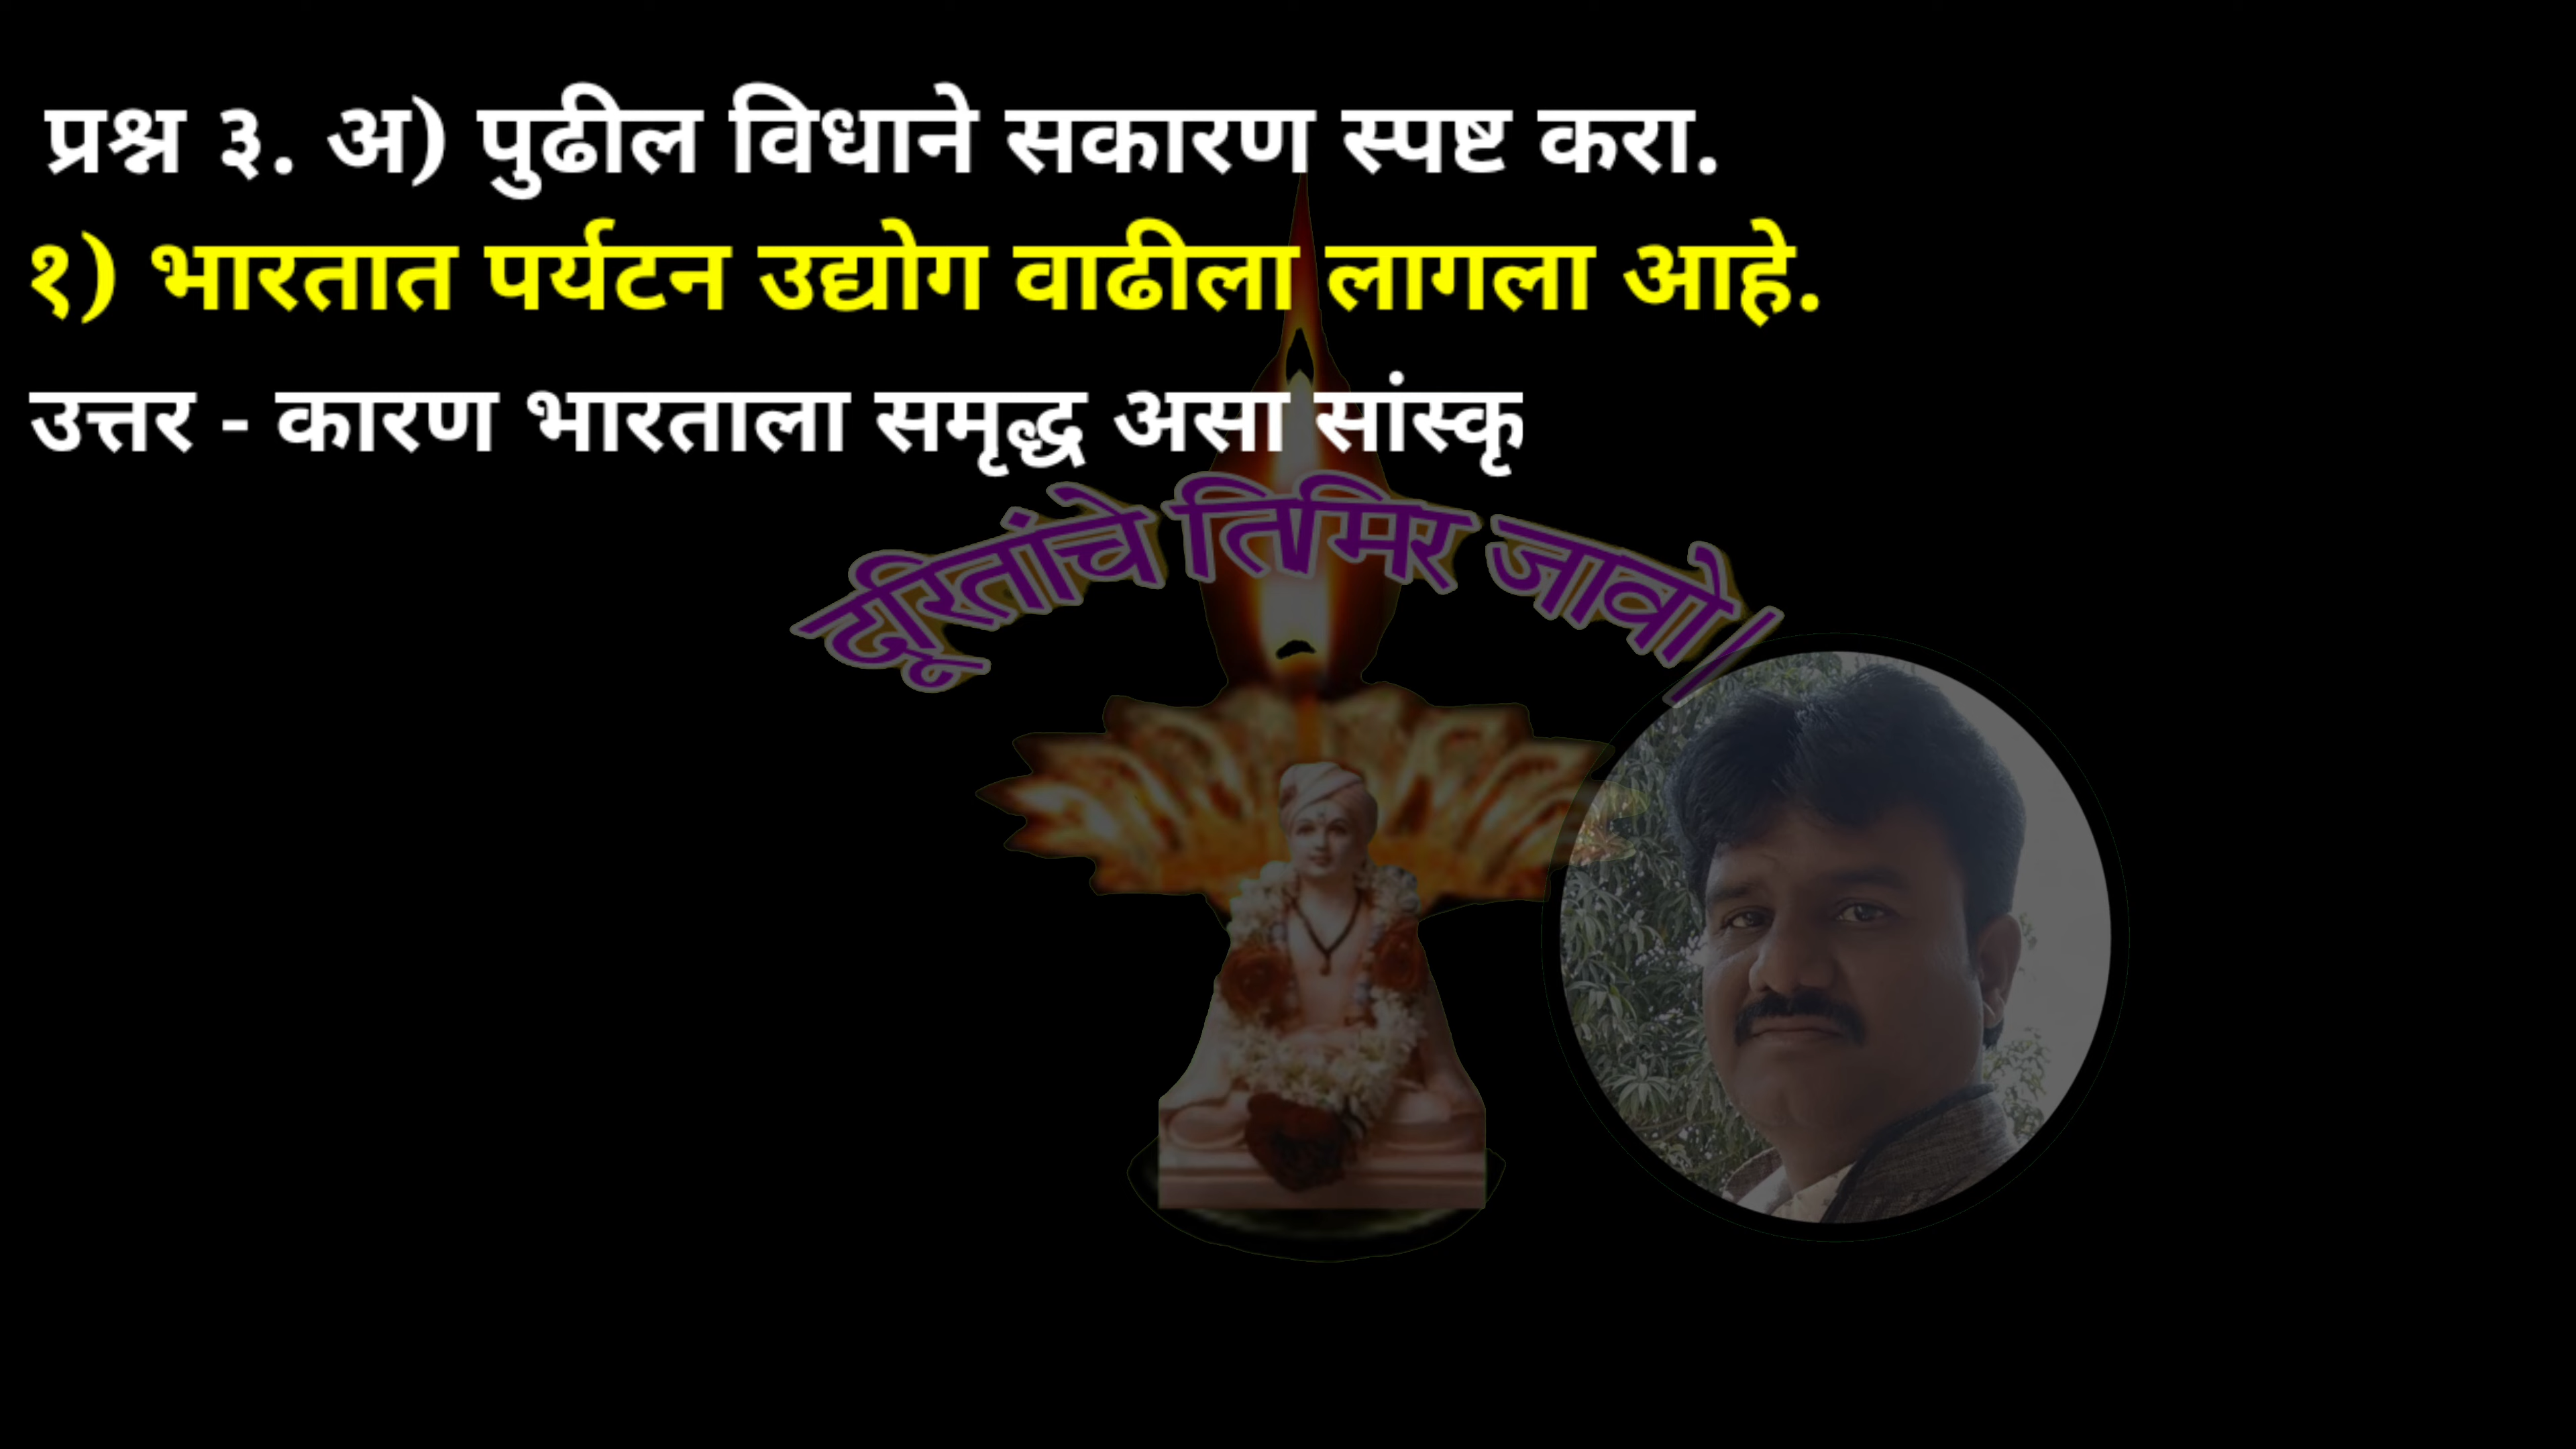 प्रश्न ३. अ) पुढील विधाने सकारण स्पष्ट करा.
१) भारतात पर्यटन उद्योग वाढीला लागला आहे.
उत्तर - कारण भारताला समृद्ध असा सांस्कृ
दूरितांचे तिमिर जावो।